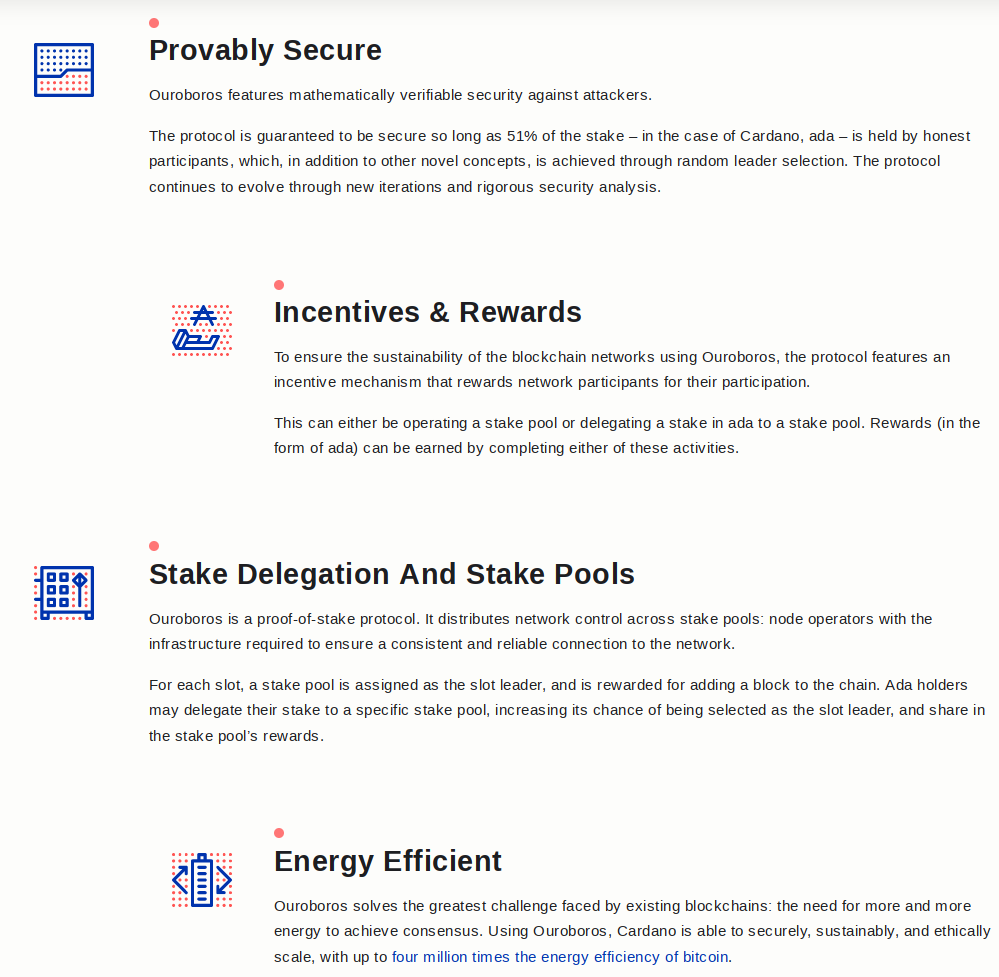 Provably Secure
Ouroboros features mathematically verifiable security against attackers.
The protocol is guaranteed to be secure so long as 51% of the stake – in the case of Cardano, ada – is held by honest
participants, which, in addition to other novel concepts, is achieved through random leader selection. The protocol
continues to evolve through new iterations and rigorous security analysis.
Incentives & Rewards
To ensure the sustainability of the blockchain networks using Ouroboros, the protocol features an
incentive mechanism that rewards network participants for their participation.
This can either be operating a stake pool or delegating a stake in ada to a stake pool. Rewards (in the
form of ada) can be earned by completing either of these activities.
Stake Delegation And Stake Pools
Ouroboros is a proof-of-stake protocol. It distributes network control across stake pools: node operators with the
infrastructure required to ensure a consistent and reliable connection to the network.
For each slot, a stake pool is assigned as the slot leader, and is rewarded for adding a block to the chain. Ada holders
may delegate their stake to a specific stake pool, increasing its chance of being selected as the slot leader, and share in
the stake pool’s rewards.
Energy Efficient
Ouroboros solves the greatest challenge faced by existing blockchains: the need for more and more
energy to achieve consensus. Using Ouroboros, Cardano is able to securely, sustainably, and ethically
scale, with up to four million times the energy efficiency of bitcoin.